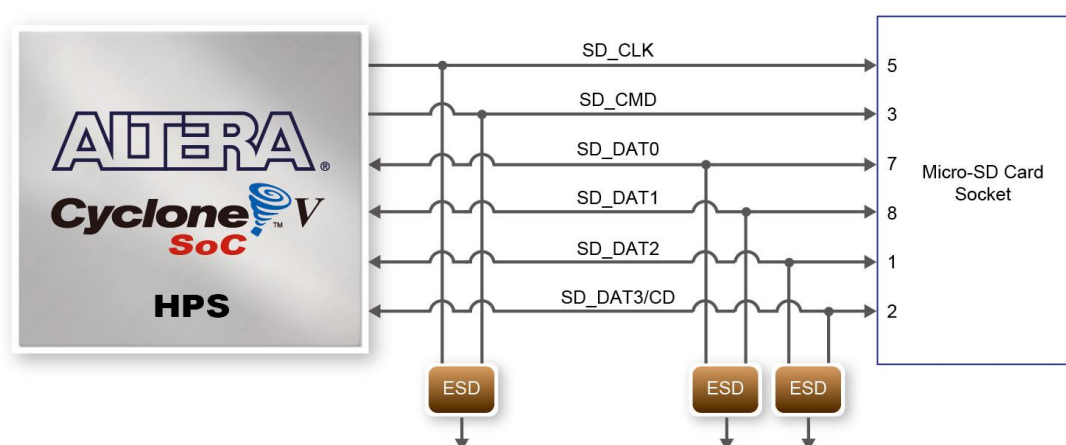 ALTERA®
Cyclone™ V
SoC
HPS
SD_CLK
5
SD_CMD
3
SD_DAT0
7
SD_DAT1
8
SD_DAT2
1
SD_DAT3/CD
2
Micro-SD Card
Socket
ESD
ESD
ESD